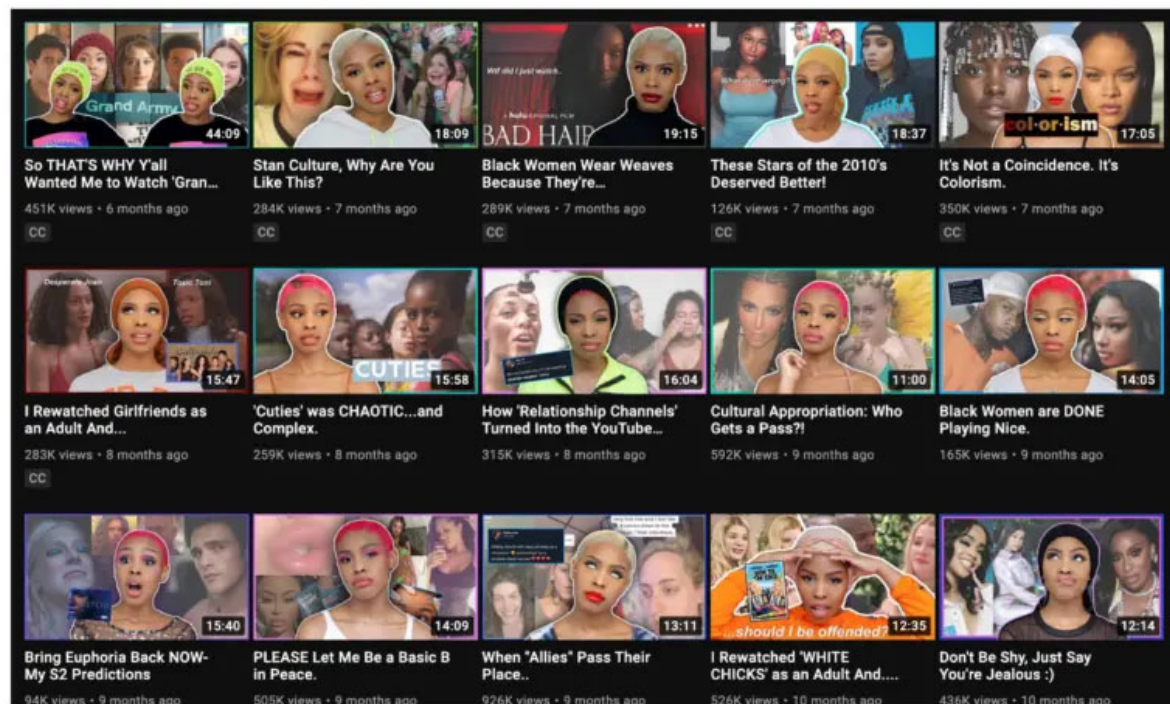 Grand Army
44:09
18:09
Wtf did I just watch..
a hulu ORIGINAL FILM
BAD HAIR
19:15
18:37
col·or·ism
17:05
So THAT'S WHY Y'all
Wanted Me to Watch 'Gran...
451K views • 6 months ago
CC
Stan Culture, Why Are You
Like This?
284K views • 7 months ago
CC
Black Women Wear Weaves
Because They're...
289K views • 7 months ago
CC
These Stars of the 2010's
Deserved Better!
126K views • 7 months ago
CC
It's Not a Coincidence. It's
Colorism.
350K views • 7 months ago
CC
Desperate Joan
Toxic Toni
15:47
CUTIES
15:58
16:04
11:00
14:05
I Rewatched Girlfriends as
an Adult And...
283K views • 8 months ago
CC
'Cuties' was CHAOTIC...and
Complex.
259K views • 8 months ago
How 'Relationship Channels'
Turned Into the YouTube...
315K views • 8 months ago
Cultural Appropriation: Who
Gets a Pass?!
592K views • 9 months ago
Black Women are DONE
Playing Nice.
165K views • 9 months ago
15:40
14:09
13:11
...should I be offended?
12:35
12:14
Bring Euphoria Back NOW-
My S2 Predictions
94K views • 9 months ago
PLEASE Let Me Be a Basic B
in Peace.
505K views • 9 months ago
When "Allies" Pass Their
Place..
926K views • 9 months ago
I Rewatched 'WHITE
CHICKS' as an Adult And....
526K views • 10 months ago
Don't Be Shy, Just Say
You're Jealous :)
436K views • 10 months ago